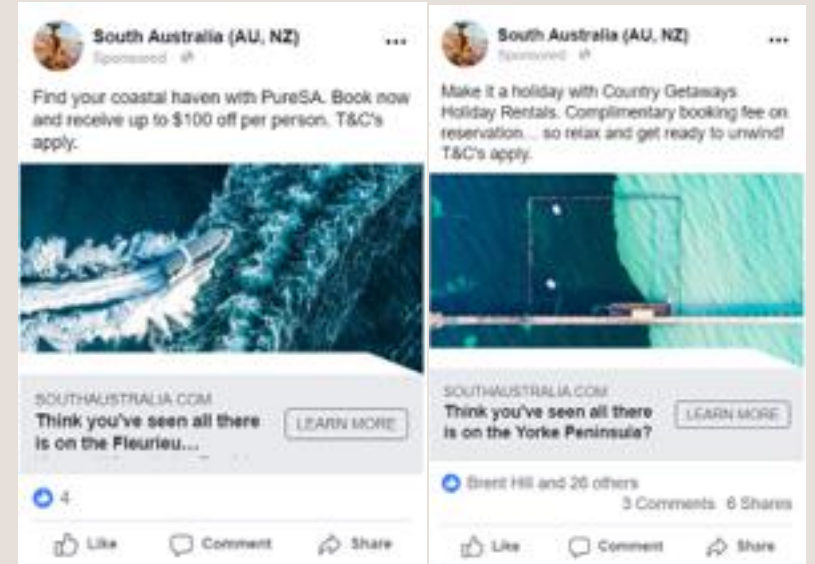 South Australia (AU, NZ)
Sponsored
Find your coastal haven with PureSA. Book now
and receive up to $100 off per person. T&C's
apply.
SOUTHAUSTRALIA.COM
Think you've seen all there
is on the Fleurieu...
LEARN MORE
4
Like
Comment
Share
South Australia (AU, NZ)
Sponsored
Make it a holiday with Country Getaways
Holiday Rentals. Complimentary booking fee on
reservation... so relax and get ready to unwind!
T&C's apply.
SOUTHAUSTRALIA.COM
Think you've seen all there
is on the Yorke Peninsula?
LEARN MORE
Brent Hill and 26 others
3 Comments 6 Shares
Like
Comment
Share